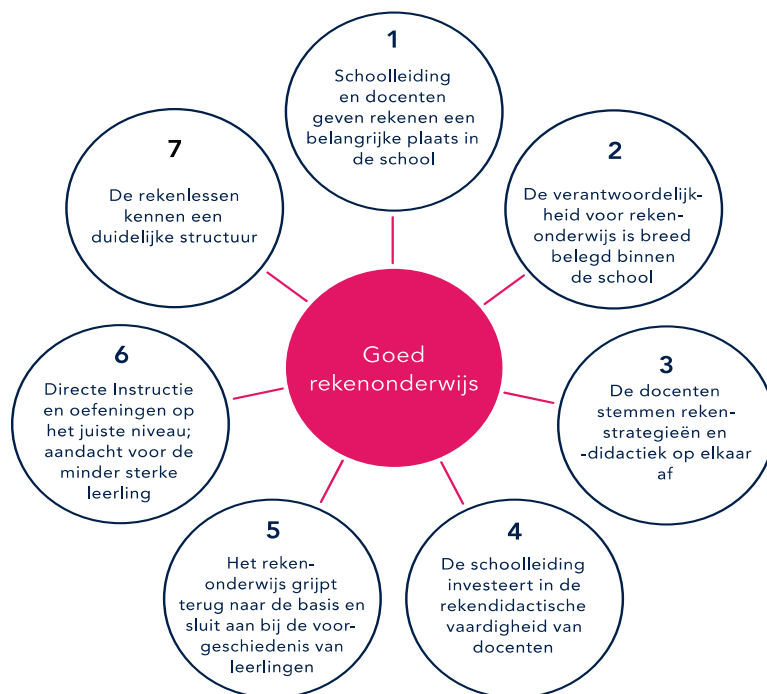 1
Schoolleiding
en docenten
geven rekenen een
belangrijke plaats in
de school
2
De verantwoordelijk-
heid voor reken-
onderwijs is breed
belegd binnen
de school
3
De docenten
stemmen reken-
strategieën en
-didactiek op elkaar
af
4
De schoolleiding
investeert in de
rekendidactische
vaardigheid van
docenten
5
Het reken-
onderwijs grijpt
terug naar de basis en
sluit aan bij de voor-
geschiedenis van
leerlingen
6
Directe Instructie
en oefeningen op
het juiste niveau;
aandacht voor de
minder sterke
leerling
7
De rekenlessen
kennen een
duidelijke structuur
Goed
rekenonderwijs